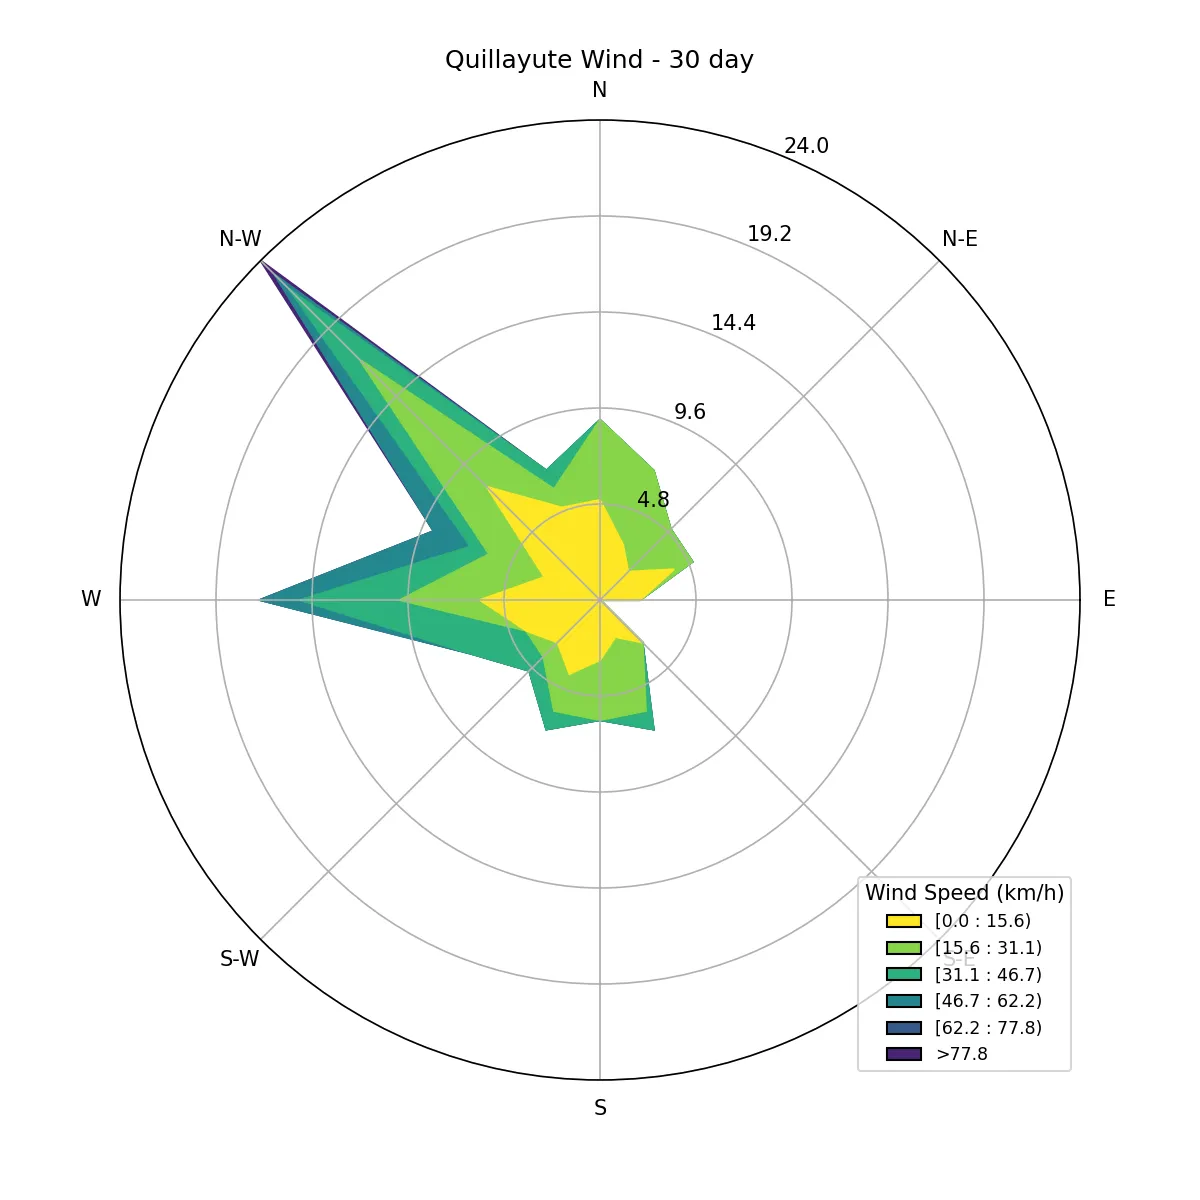 Quillayute Wind - 30 day
N
24.0
19.2
N-W
N-E
14.4
9.6
4.8
W
E
Wind Speed (km/h)
[0.0 : 15.6)
[15.6 : 31.1)
S-W
S-E
[31.1 : 46.7)
[46.7 : 62.2)
[62.2 : 77.8)
>77.8
S